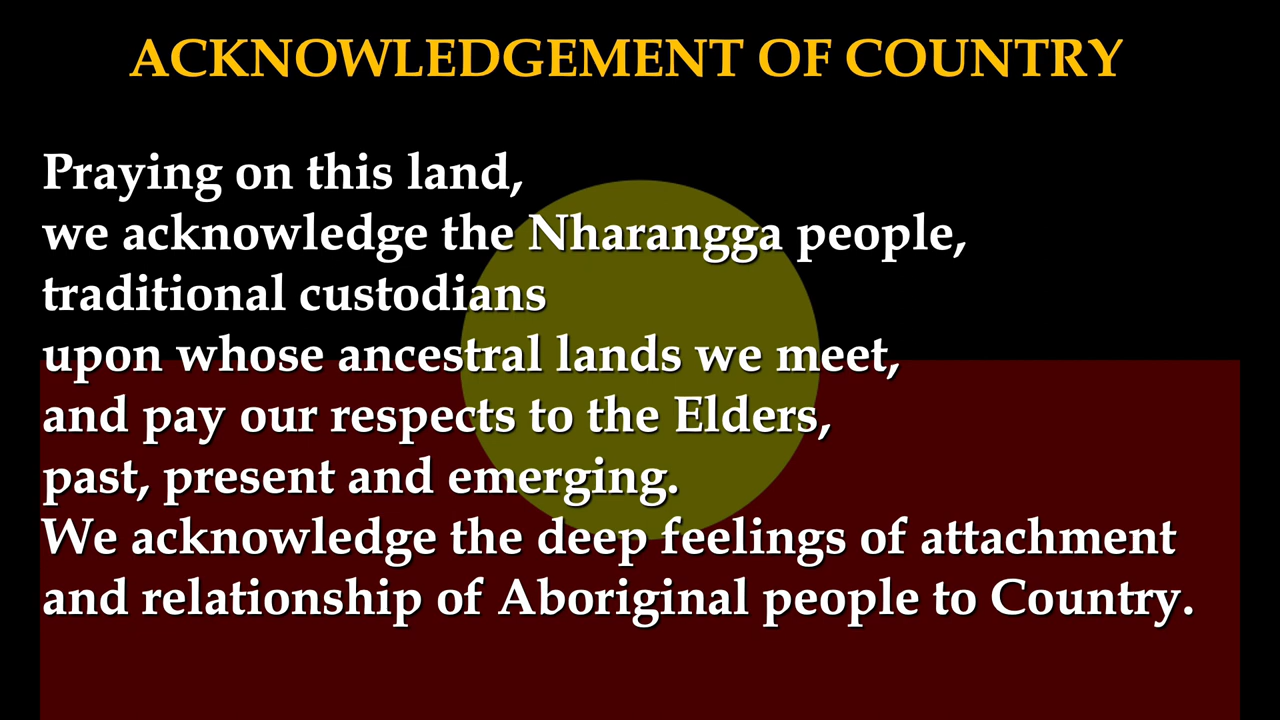 ACKNOWLEDGEMENT OF COUNTRY
Praying on this land,
we acknowledge the Nharangga people,
traditional custodians
upon whose ancestral lands we meet,
and pay our respects to the Elders,
past, present and emerging.
We acknowledge the deep feelings of attachment
and relationship of Aboriginal people to Country.